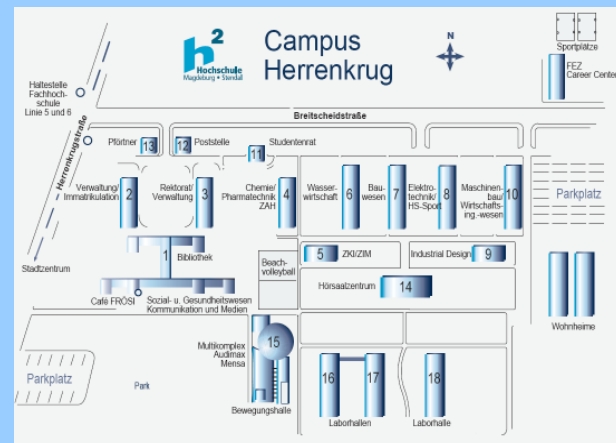 h2
Hochschule
Magdeburg • Stendal
Campus
Herrenkrug
N
Sportplätze
FEZ
Career Center
Haltestelle
Fachhoch-
schule
Linie 5 und 6
Herrenkrugstraße
Breitscheidstraße
Pförtner
13
12
Poststelle
11
Studentenrat
Verwaltung/
Immatrikulation
2
Rektorat/
Verwaltung
3
Chemie/
Pharmatechnik
ZAH
4
Wasser-
wirtschaft
6
Bau-
wesen
7
Elektro-
technik/
HS-Sport
8
Maschinen-
bau/
Wirtschafts-
ing.-wesen
10
Parkplatz
Stadtzentrum
1
Bibliothek
Beach-
volleyball
5
ZKI/ZIM
Industrial Design
9
Hörsaalzentrum
14
Café FRÖSI
Sozial- u. Gesundheitswesen
Kommunikation und Medien
Wohnheime
Multikomplex
Audimax
Mensa
15
Parkplatz
Park
Bewegungshalle
16
17
Laborhallen
18
Laborhalle